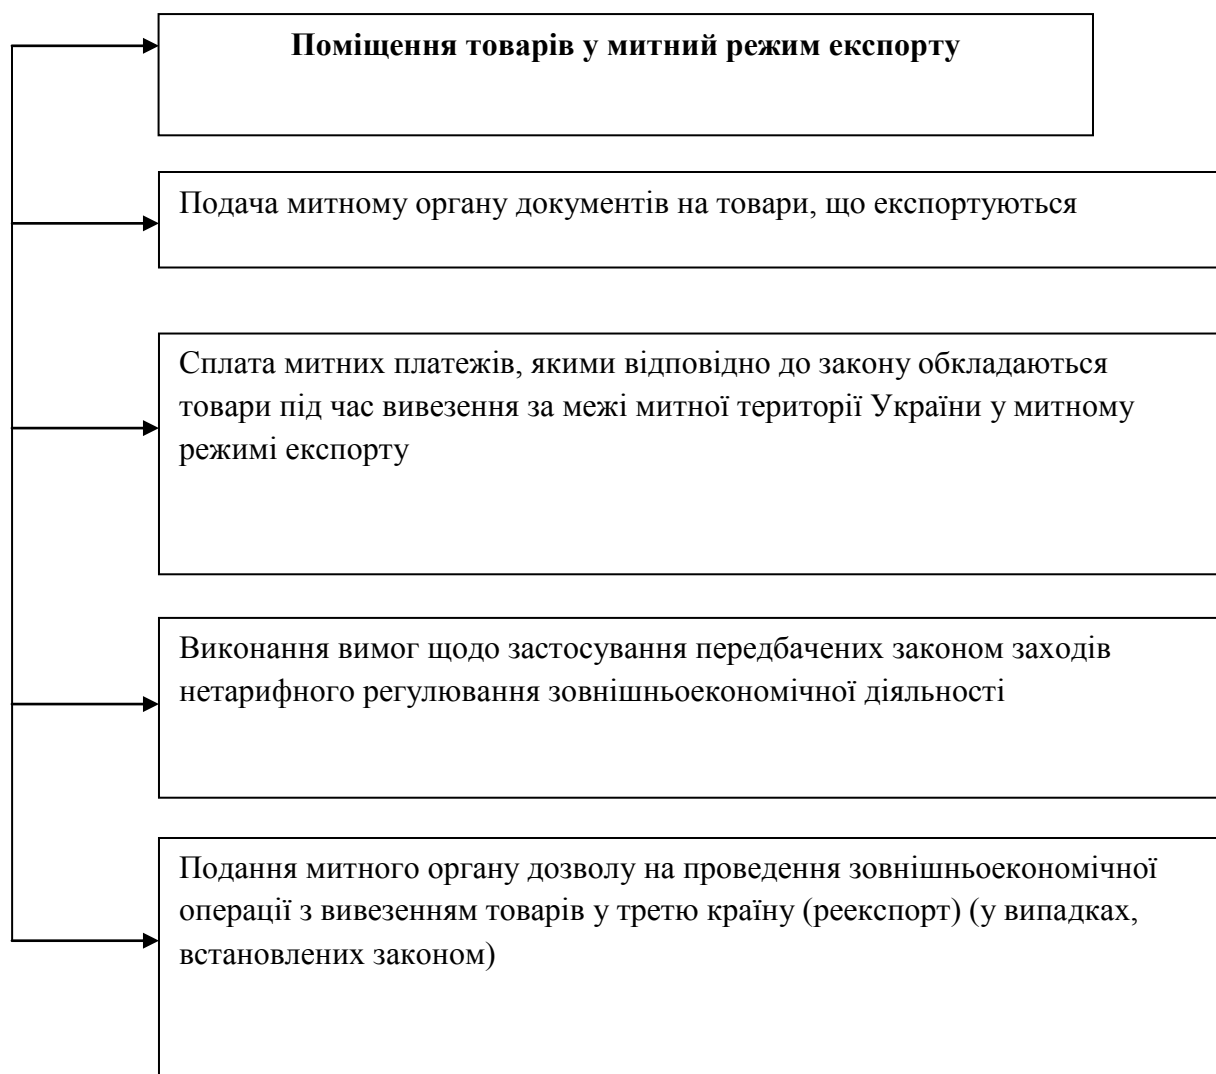 Поміщення товарів у митний режим експорту
Подача митному органу документів на товари, що експортуються
Сплата митних платежів, якими відповідно до закону обкладаються
товари під час вивезення за межі митної території України у митному
режимі експорту
Виконання вимог щодо застосування передбачених законом заходів
нетарифного регулювання зовнішньоекономічної діяльності
Подання митного органу дозволу на проведення зовнішньоекономічної
операції з вивезенням товарів у третю країну (реекспорт) (у випадках,
встановлених законом)